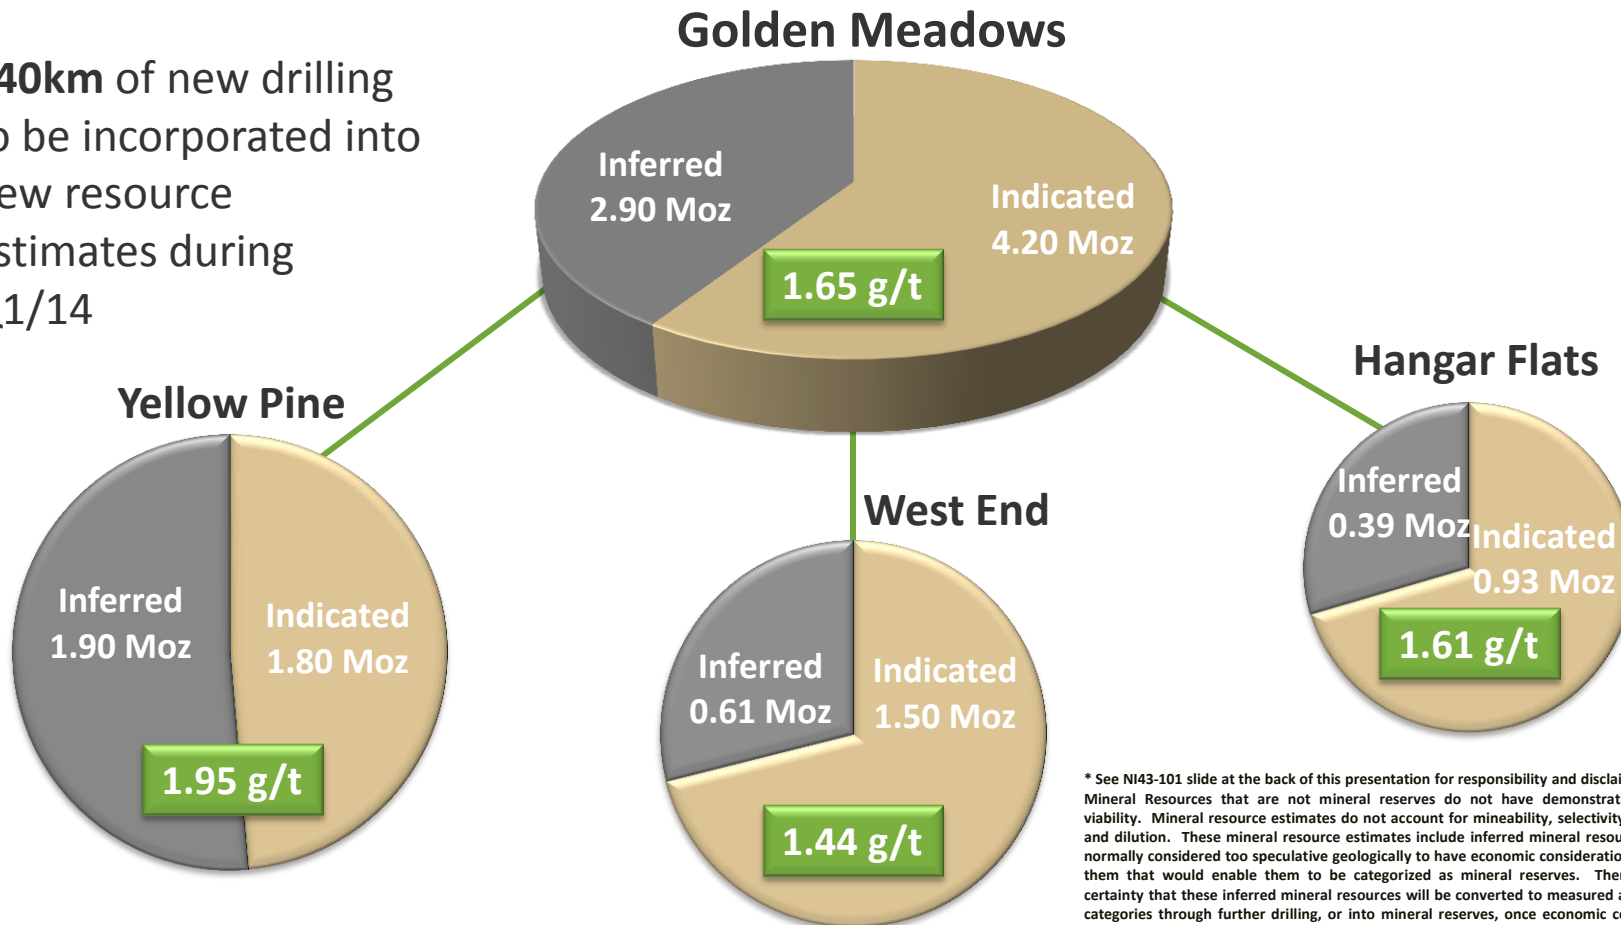 Golden Meadows
40km of new drilling
be incorporated into
resource
during
1/14
Inferred
2.90 Moz
Indicated
4.20 Moz
1.65 g/t
Yellow Pine
Inferred
1.90 Moz
Indicated
1.80 Moz
1.95 g/t
West End
Inferred
0.61 Moz
Indicated
1.50 Moz
1.44 g/t
Hangar Flats
Inferred
0.39 Moz
Indicated
0.93 Moz
1.61 g/t
* See NI43-101 slide at the back of this presentation for responsibility and
Mineral Resources that are not mineral reserves do not have
viability. Mineral resource estimates do not account for mineability, selectivity
and dilution. These mineral resource estimates include inferred mineral
normally considered too speculative geologically to have economic
them that would enable them to be categorized as mineral reserves.
certainty that these inferred mineral resources will be converted to measured
categories through further drilling, or into mineral reserves, once economic